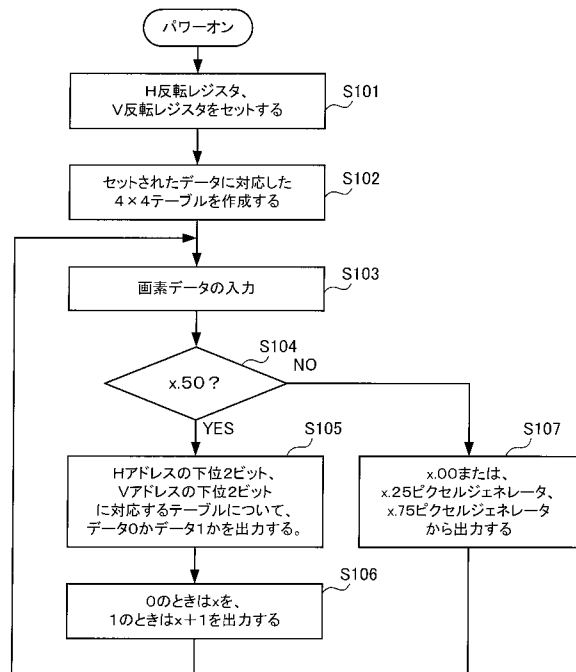 パワーオン
H反転レジスタ、
V反転レジスタをセットする
S101
セットされたデータに対応した
4×4テーブルを作成する
S102
画素データの入力
S103
x.50?
S104
NO
YES
Hアドレスの下位2ビット、
Vアドレスの下位2ビット
に対応するテーブルについて、
データ0かデータ1かを出力する。
S105
x.00または、
x.25ピクセルジェネレータ、
x.75ピクセルジェネレータ
から出力する
S107
0のときはxを、
1のときはx+1を出力する
S106